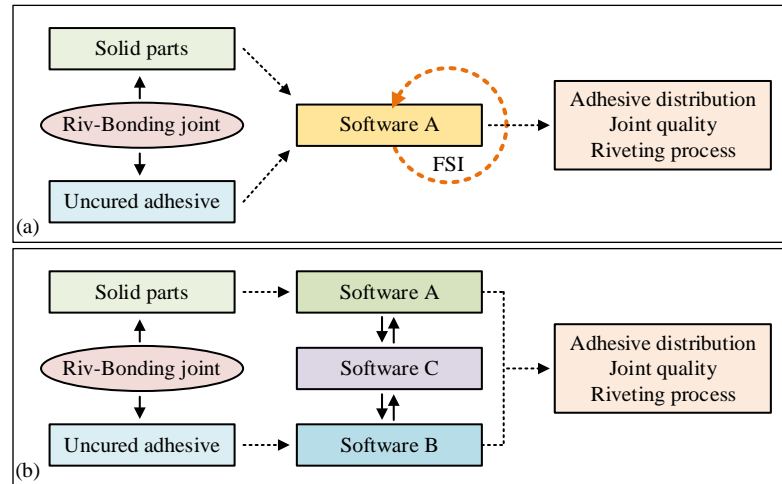 Solid parts
Riv-Bonding joint
Uncured adhesive
Software A
FSI
Adhesive distribution
Joint quality
Riveting process
(a)
Solid parts
Riv-Bonding joint
Uncured adhesive
Software A
Software C
Software B
Adhesive distribution
Joint quality
Riveting process
(b)